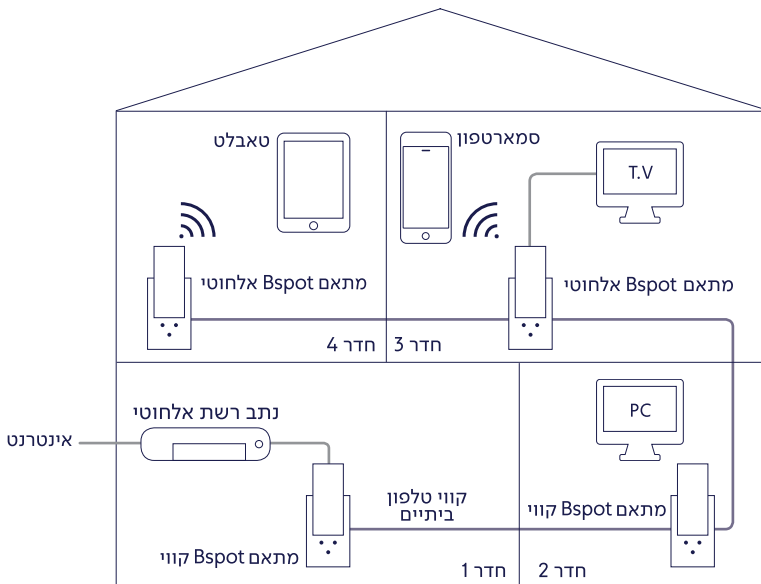 סמארטפון
טאבלט
T.V
מתאם Bspot אלחוטי
מתאם Bspot אלחוטי
חדר 3
חדר 4
נתב רשת אלחוטי
PC
אינטרנט
קווי טלפון
ביתיים
מתאם Bspot קווי
מתאם Bspot קווי
חדר 2
חדר 1